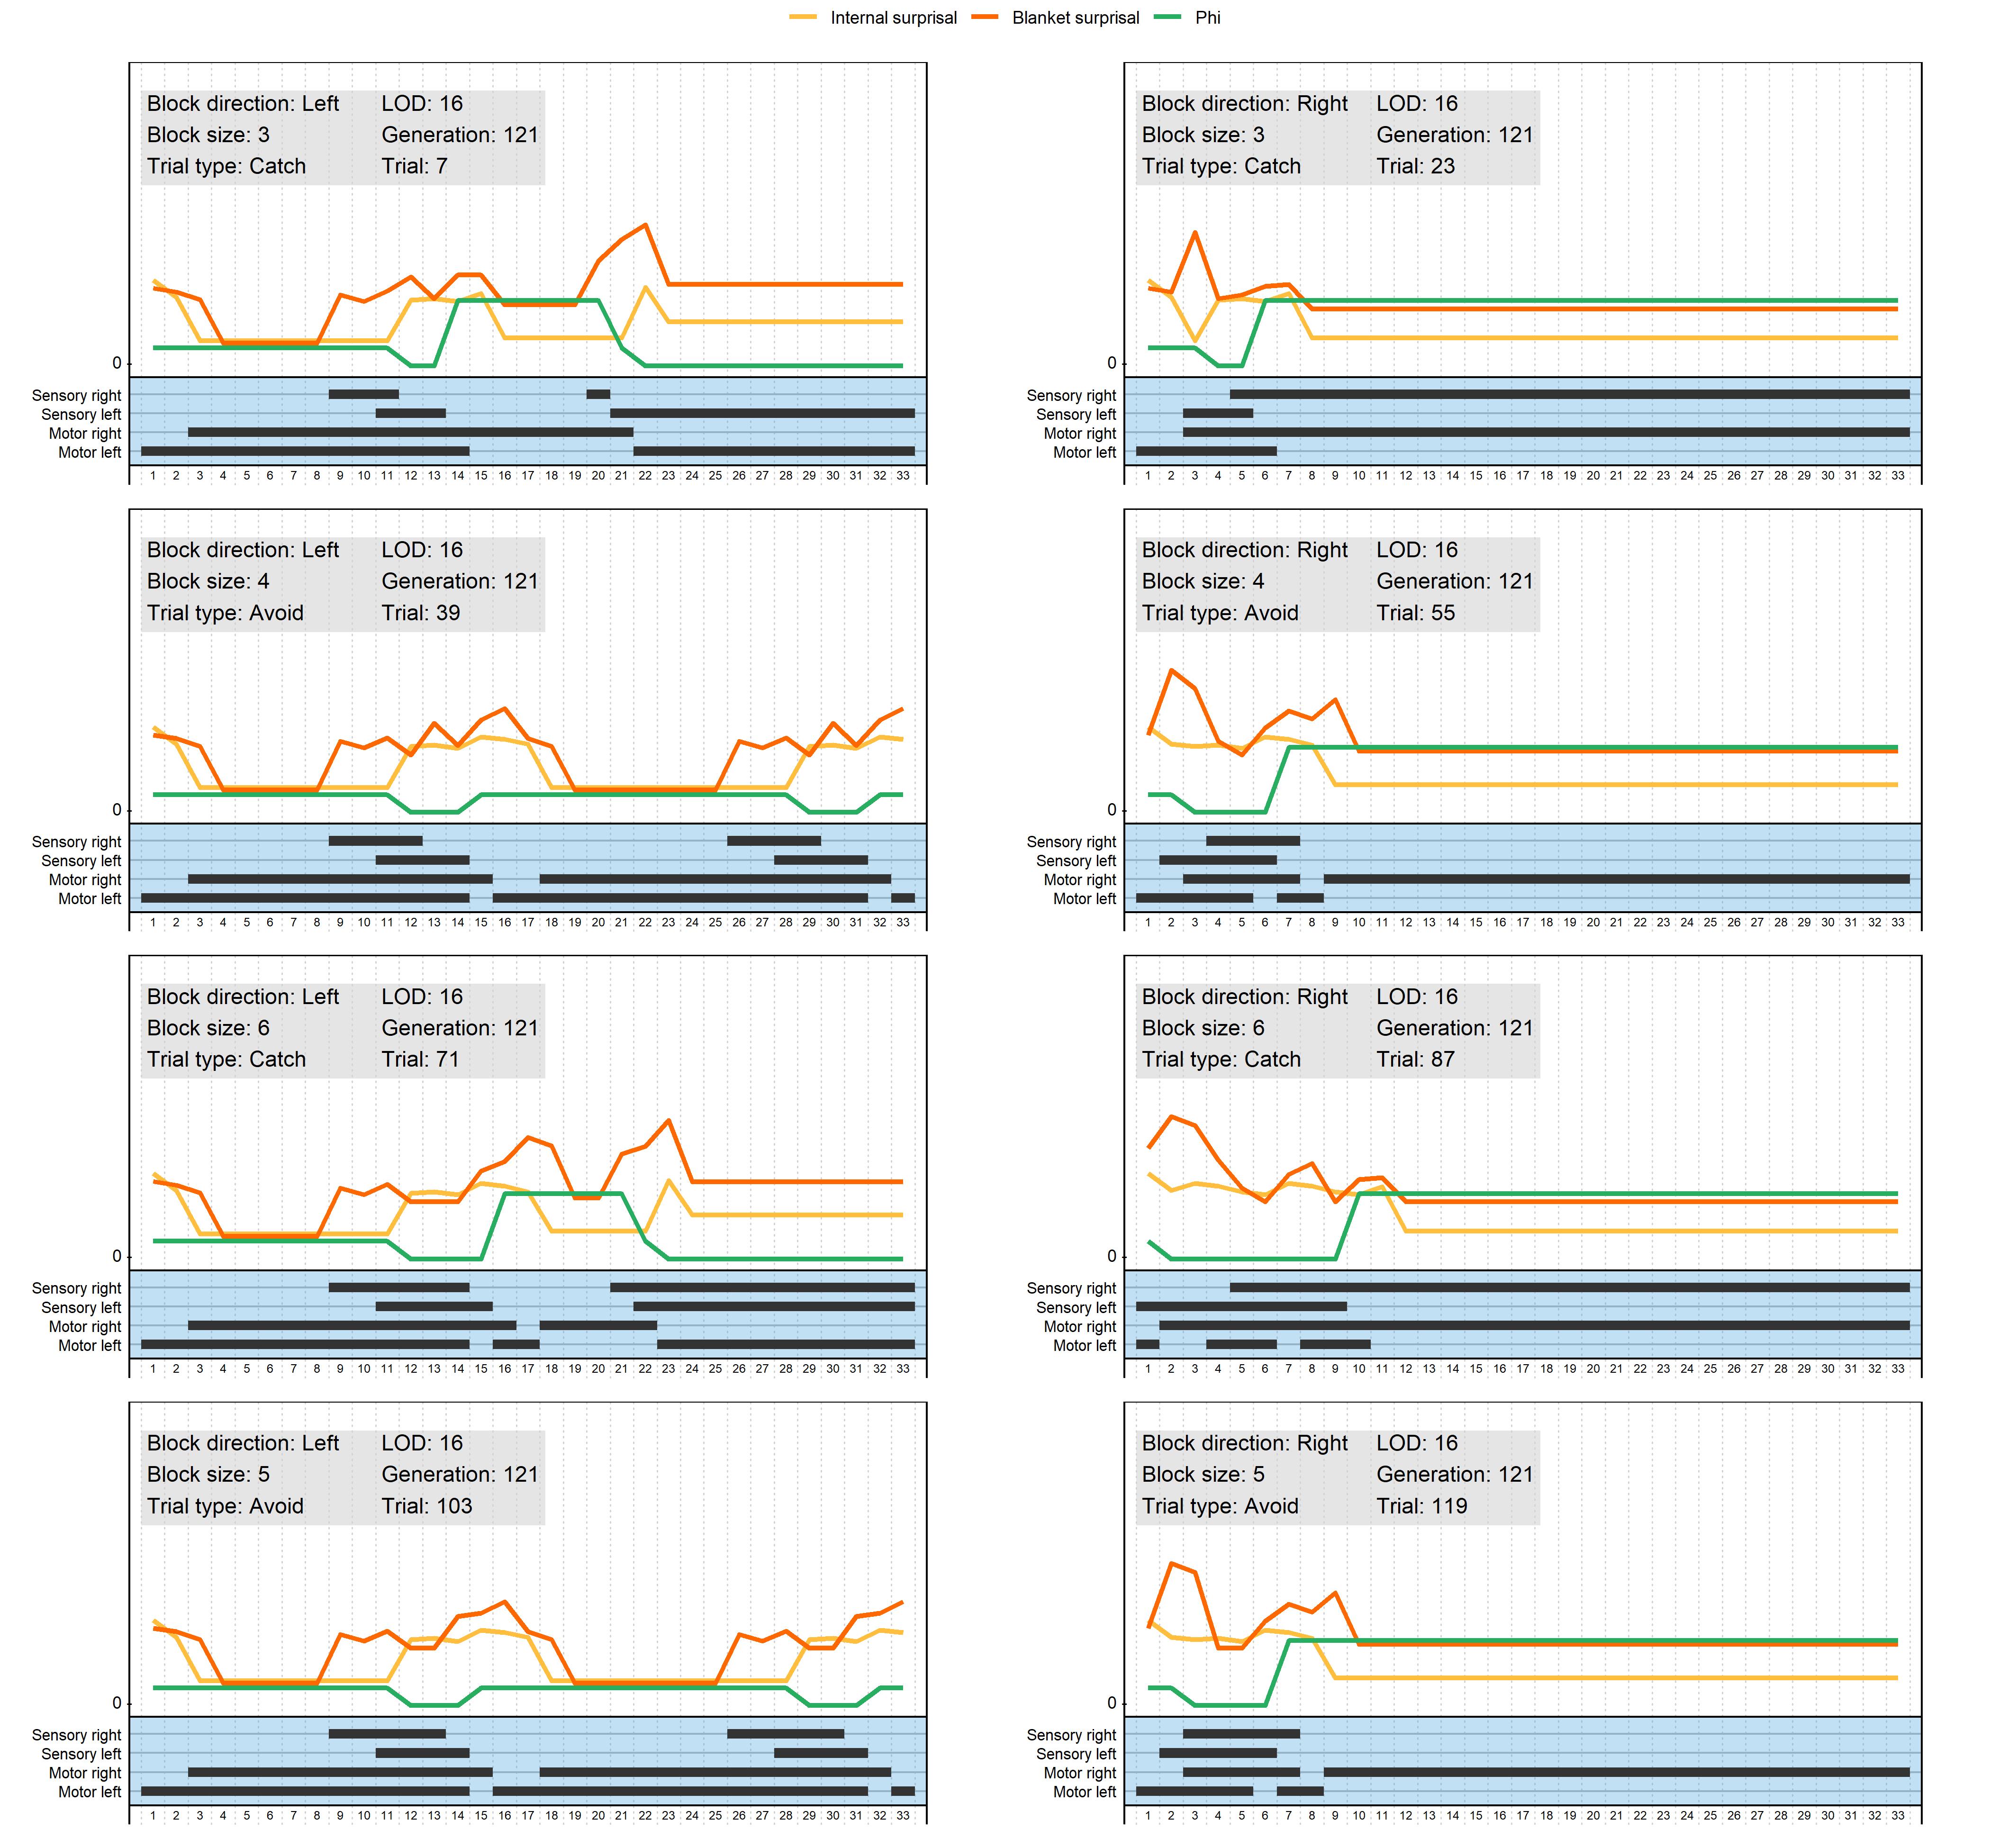 Internal surprisal Blanket surprisal Phi
Block direction: Left LOD: 16
Block size: 3 Generation: 121
Trial type: Catch Trial: 7
0
Sensory right
Sensory left
Motor right
Motor left
1 2 3 4 5 6 7 8 9 10 11 12 13 14 15 16 17 18 19 20 21 22 23 24 25 26 27 28 29 30 31 32 33
Block direction: Right LOD: 16
Block size: 3 Generation: 121
Trial type: Catch Trial: 23
0
Sensory right
Sensory left
Motor right
Motor left
1 2 3 4 5 6 7 8 9 10 11 12 13 14 15 16 17 18 19 20 21 22 23 24 25 26 27 28 29 30 31 32 33
Block direction: Left LOD: 16
Block size: 4 Generation: 121
Trial type: Avoid Trial: 39
0
Sensory right
Sensory left
Motor right
Motor left
1 2 3 4 5 6 7 8 9 10 11 12 13 14 15 16 17 18 19 20 21 22 23 24 25 26 27 28 29 30 31 32 33
Block direction: Right LOD: 16
Block size: 4 Generation: 121
Trial type: Avoid Trial: 55
0
Sensory right
Sensory left
Motor right
Motor left
1 2 3 4 5 6 7 8 9 10 11 12 13 14 15 16 17 18 19 20 21 22 23 24 25 26 27 28 29 30 31 32 33
Block direction: Left LOD: 16
Block size: 6 Generation: 121
Trial type: Catch Trial: 71
0
Sensory right
Sensory left
Motor right
Motor left
1 2 3 4 5 6 7 8 9 10 11 12 13 14 15 16 17 18 19 20 21 22 23 24 25 26 27 28 29 30 31 32 33
Block direction: Right LOD: 16
Block size: 6 Generation: 121
Trial type: Catch Trial: 87
0
Sensory right
Sensory left
Motor right
Motor left
1 2 3 4 5 6 7 8 9 10 11 12 13 14 15 16 17 18 19 20 21 22 23 24 25 26 27 28 29 30 31 32 33
Block direction: Left LOD: 16
Block size: 5 Generation: 121
Trial type: Avoid Trial: 103
0
Sensory right
Sensory left
Motor right
Motor left
1 2 3 4 5 6 7 8 9 10 11 12 13 14 15 16 17 18 19 20 21 22 23 24 25 26 27 28 29 30 31 32 33
Block direction: Right LOD: 16
Block size: 5 Generation: 121
Trial type: Avoid Trial: 119
0
Sensory right
Sensory left
Motor right
Motor left
1 2 3 4 5 6 7 8 9 10 11 12 13 14 15 16 17 18 19 20 21 22 23 24 25 26 27 28 29 30 31 32 33